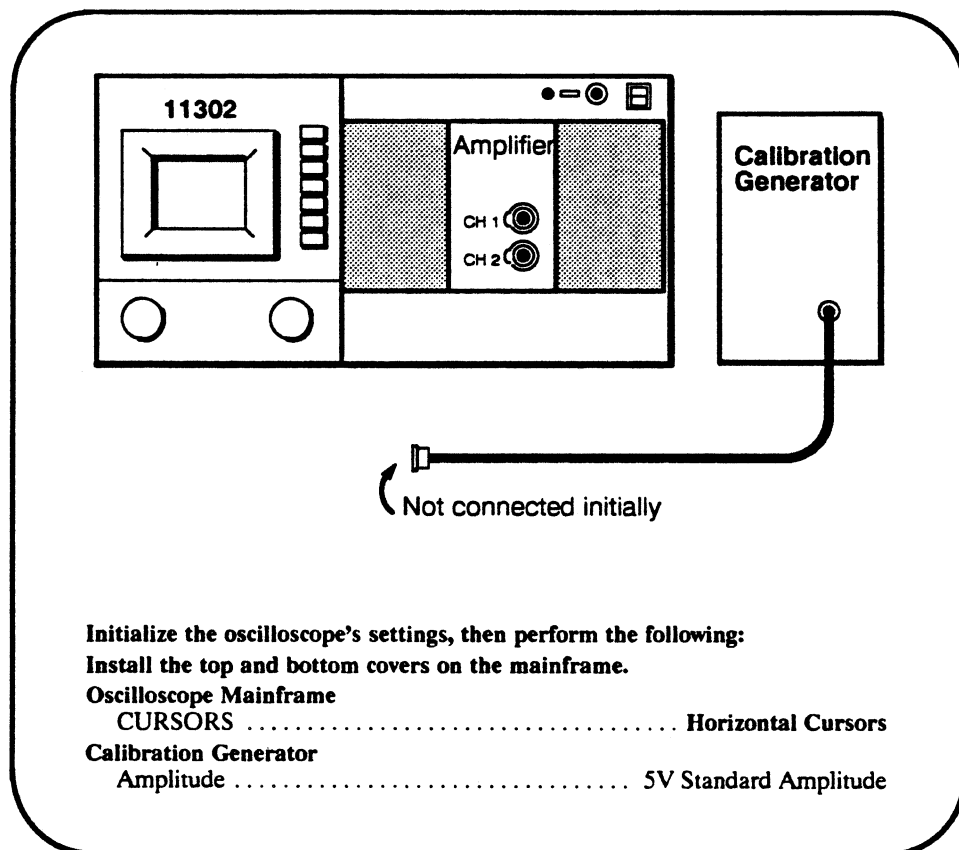 11302
Amplifier
CH 1
CH 2
Calibration
Generator
Not connected initially
Initialize the oscilloscope's settings, then perform the following:
Install the top and bottom covers on the mainframe.
Oscilloscope Mainframe
CURSORS ...................................... Horizontal Cursors
Calibration Generator
Amplitude .................................. 5V Standard Amplitude